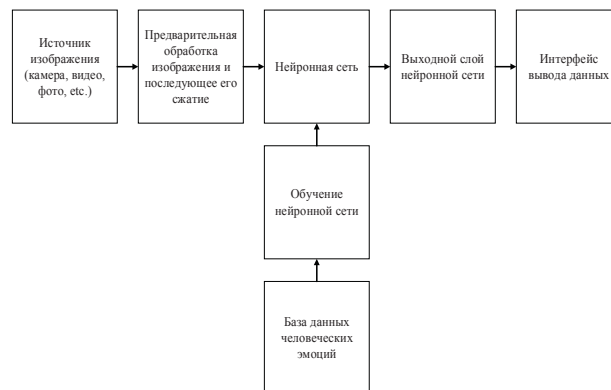 Источник
изображения
(камера, видео,
фото, etc.)
Предварительная
обработка
изображения и
последующее его
сжатие
Нейронная сеть
Выходной слой
нейронной сети
Интерфейс
вывода данных
Обучение
нейронной сети
База данных
человеческих
эмоций